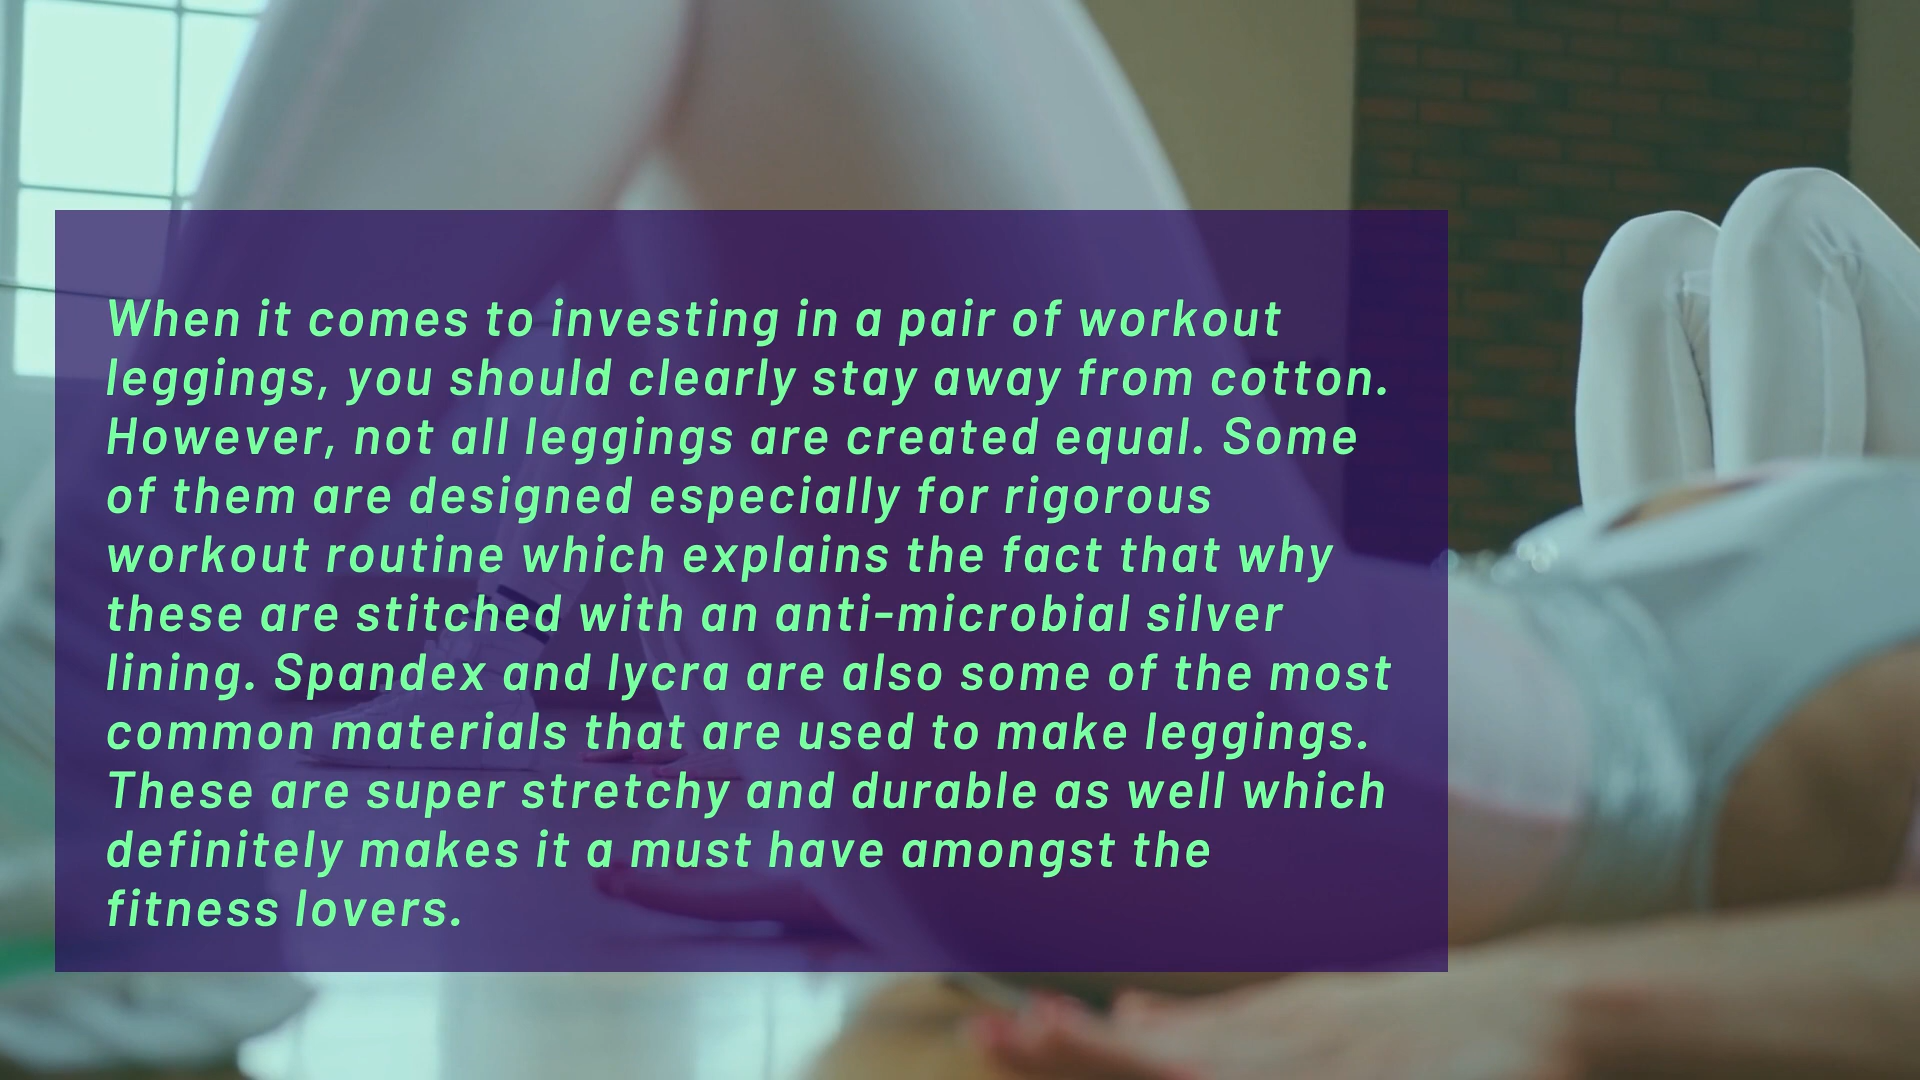 When it comes to investing in a pair of workout
leggings, you should clearly stay away from cotton.
However, not all leggings are created equal. Some
of them are designed especially for rigorous
workout routine which explains the fact that why
these are stitched with an anti-microbial silver
lining. Spandex and lycra are also some of the most
common materials that are used to make leggings.
These are super stretchy and durable as well which
definitely makes it a must have amongst the
fitness lovers.